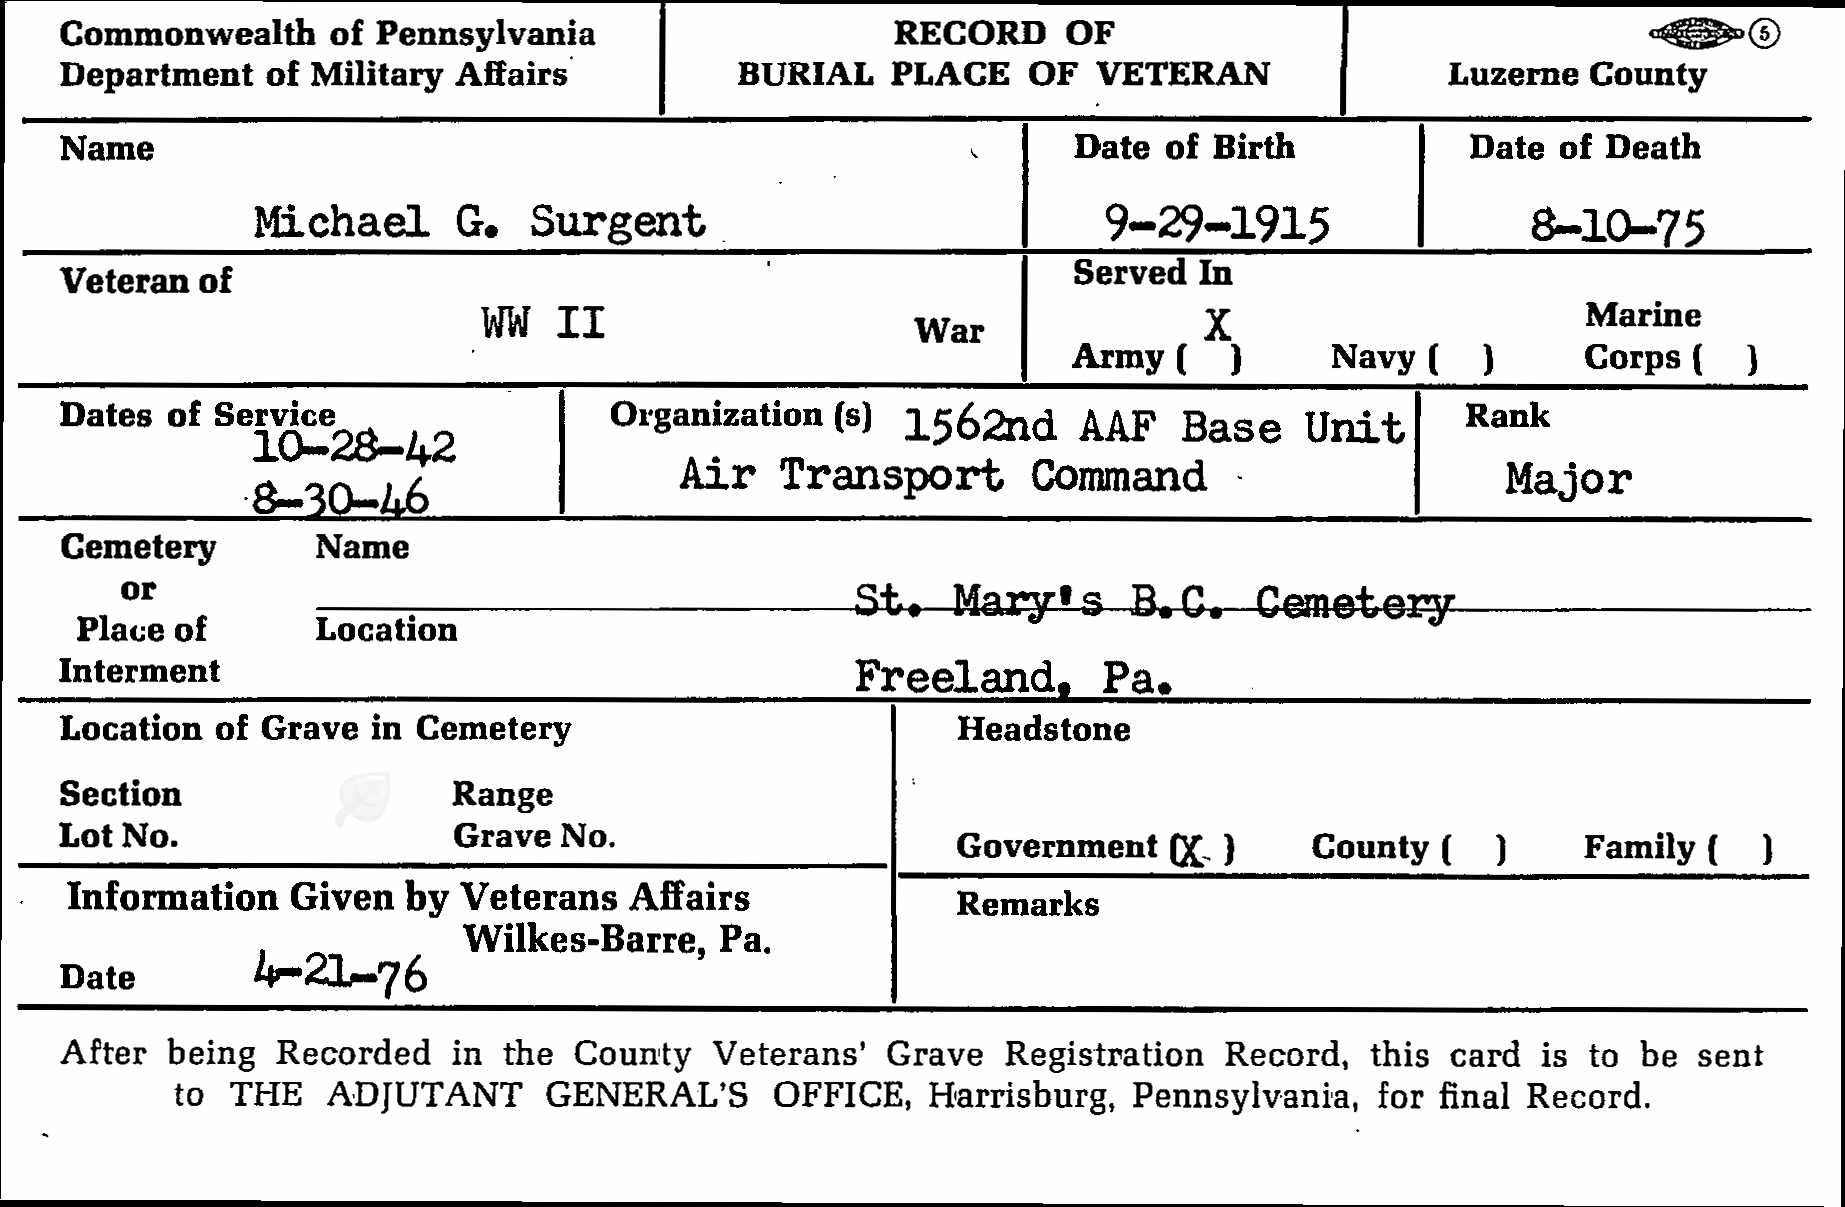 Commonwealth of Pennsylvania
Department of Military Affairs
RECORD OF
BURIAL PLACE OF VETERAN
5
Luzerne County
Name
Michael G. Surgent
Date of Birth
9-29-1915
Date of Death
8-10-75
Veteran of
WW II
War
Served In
X
Army ( )
Navy ( )
Marine
Corps ( )
Dates of Service
10-28-42
8-30-46
Organization (s) 1562nd AAF Base Unit
Air Transport Command
Rank
Major
Cemetery
or
Place of
Interment
Name
St. Mary's B.C. Cemetery
Location
Freeland, Pa.
Location of Grave in Cemetery
Section
Range
Lot No.
Grave No.
Headstone
Government (X )
County ( )
Family ( )
Information Given by Veterans Affairs
Wilkes-Barre, Pa.
Date 4-21-76
Remarks
After being Recorded in the County Veterans' Grave Registration Record, this card is to be sent
to THE ADJUTANT GENERAL'S OFFICE, Harrisburg, Pennsylvania, for final Record.